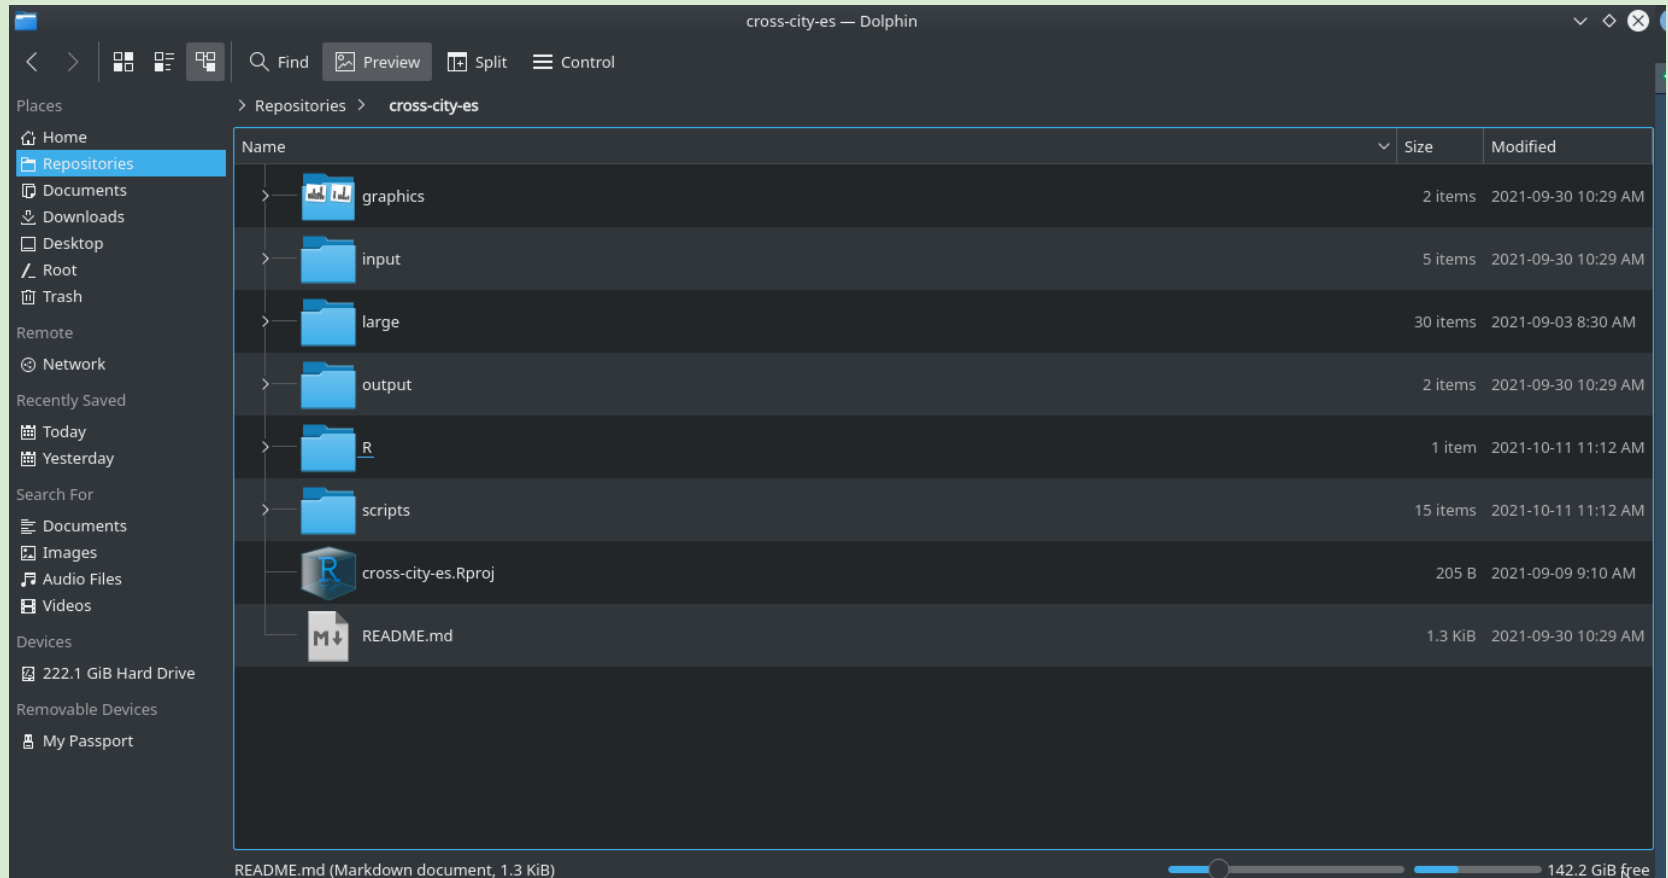 cross-city-es — Dolphin
Find Preview Split Control
Places
Home
Repositories
Documents
Downloads
Desktop
Root
Trash
Remote
Network
Recently Saved
Today
Yesterday
Search For
Documents
Images
Audio Files
Videos
Devices
222.1 GiB Hard Drive
Removable Devices
My Passport
> Repositories > cross-city-es
Name Size Modified
graphics 2 items 2021-09-30 10:29 AM
input 5 items 2021-09-30 10:29 AM
large 30 items 2021-09-03 8:30 AM
output 2 items 2021-09-30 10:29 AM
R 1 item 2021-10-11 11:12 AM
scripts 15 items 2021-10-11 11:12 AM
R
cross-city-es.Rproj 205 B 2021-09-09 9:10 AM
M
README.md 1.3 KiB 2021-09-30 10:29 AM
README.md (Markdown document, 1.3 KiB) 142.2 GiB free